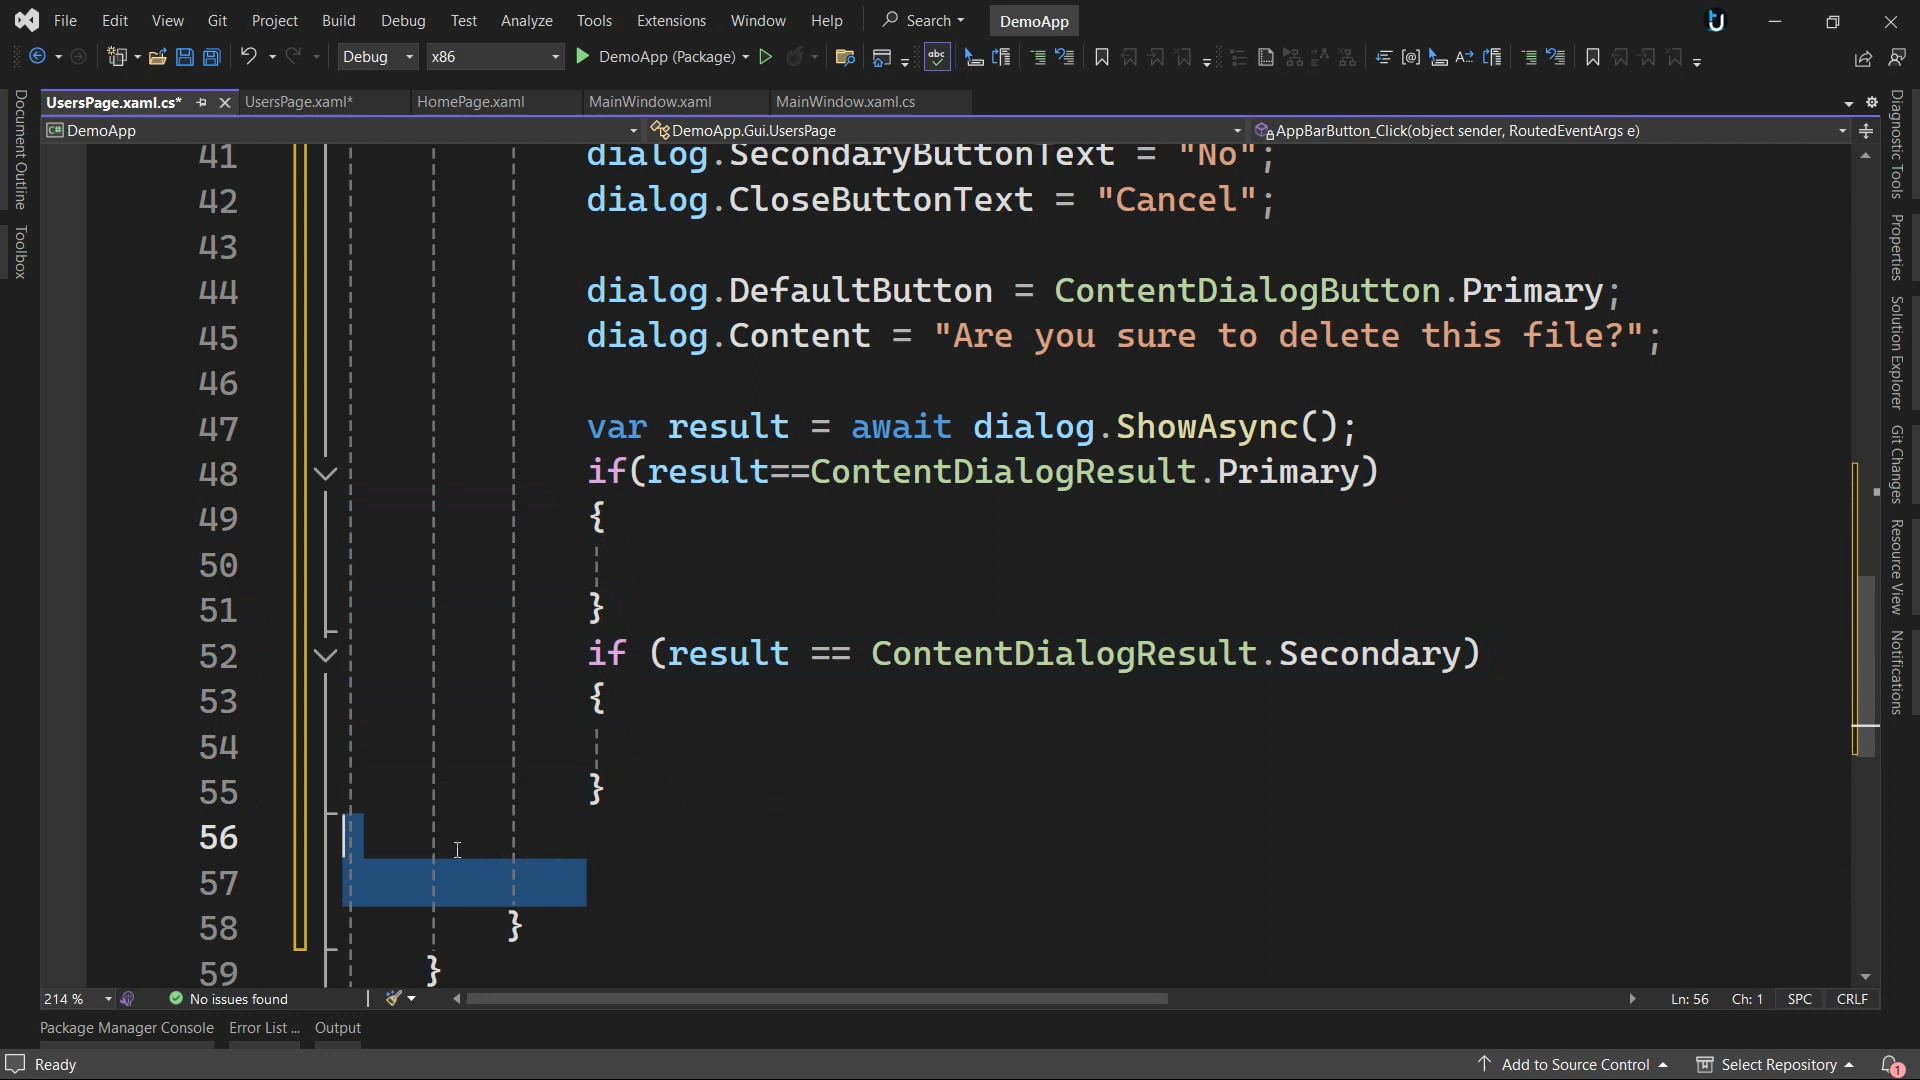 File Edit View Git Project Build Debug Test Analyze Tools Extensions Window Help Search DemoApp
Debug x86 DemoApp (Package)
UsersPage.xaml.cs* UsersPage.xaml* HomePage.xaml MainWindow.xaml MainWindow.xaml.cs
DemoApp DemoApp.Gui.UsersPage AppBarButton_Click(object sender, RoutedEventArgs e)
41 dialog.SecondaryButtonText = "No";
42 dialog.CloseButtonText = "Cancel";
43
44 dialog.DefaultButton = ContentDialogButton.Primary;
45 dialog.Content = "Are you sure to delete this file?";
46
47 var result = await dialog.ShowAsync();
48 if(result==ContentDialogResult.Primary)
49 {
50
51 }
52 if (result == ContentDialogResult.Secondary)
53 {
54
55 }
56
57
58 }
59 }
214 % No issues found Ln: 56 Ch: 1 SPC CRLF
Package Manager Console Error List ... Output
Ready Add to Source Control Select Repository 1
Document Outline
Toolbox
Diagnostic Tools
Properties
Solution Explorer
Git Changes
Resource View
Notifications